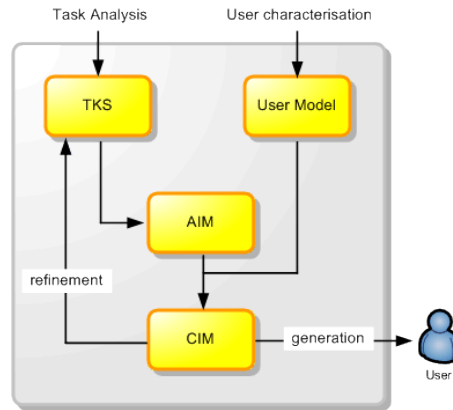 Task Analysis
User characterisation
TKS
User Model
AIM
refinement
CIM
generation
User